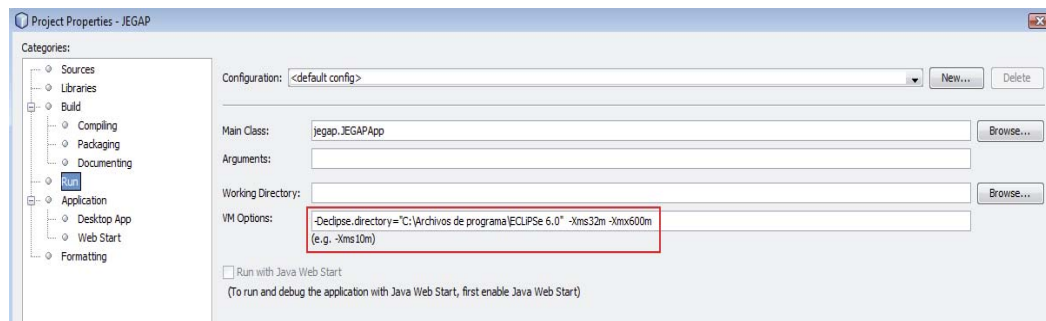 Project Properties - JEGAP
Categories:
Sources
Libraries
Build
Compiling
Packaging
Documenting
Run
Application
Desktop App
Web Start
Formatting
Configuration: <default config> New... Delete
Main Class: jegap.JEGAPApp Browse...
Arguments:
Working Directory: Browse...
VM Options: -Declipse.directory="C:\Archivos de programa\ECLiPSe 6.0" -Xms32m -Xmx600m
(e.g. -Xms10m)
Run with Java Web Start
(To run and debug the application with Java Web Start, first enable Java Web Start)